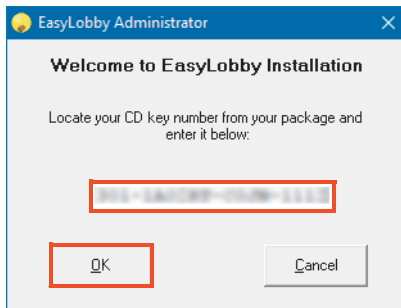 EasyLobby Administrator
Welcome to EasyLobby Installation
Locate your CD key number from your package and
enter it below:
OK
Cancel